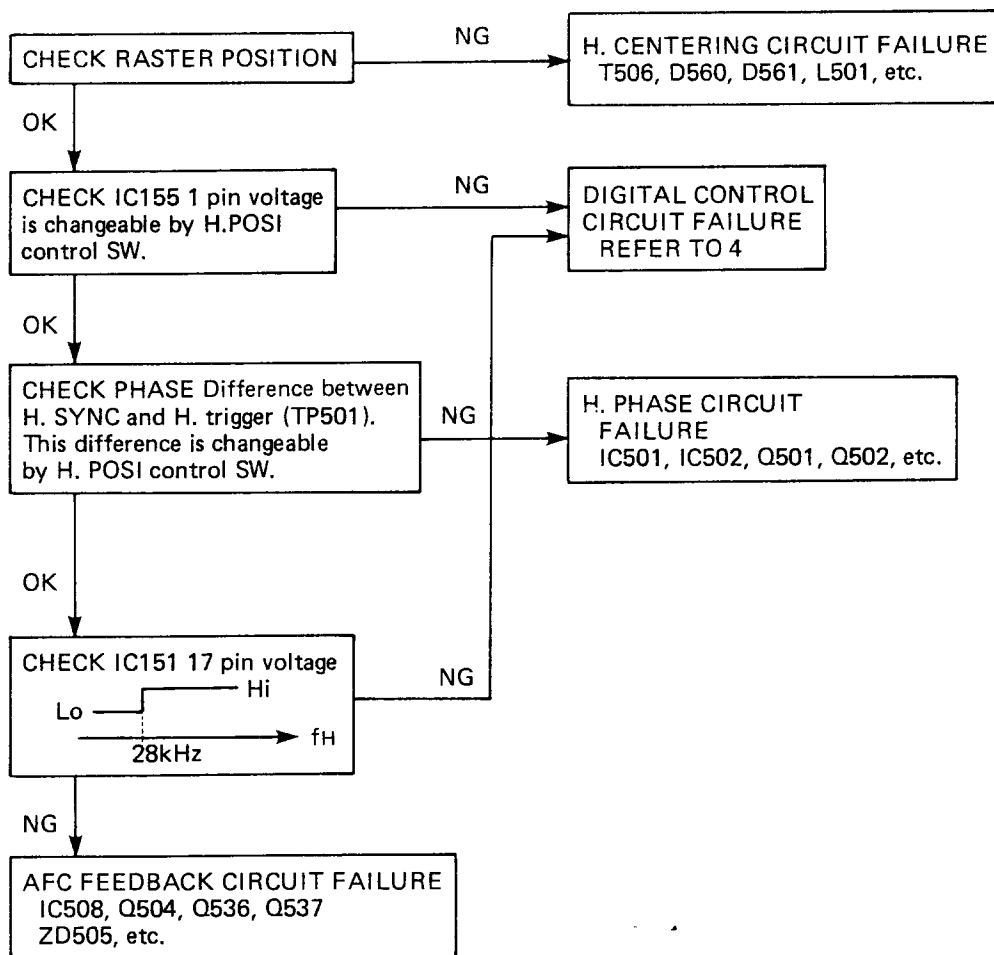 CHECK RASTER POSITION
NG
H. CENTERING CIRCUIT FAILURE
T506, D560, D561, L501, etc.
OK
CHECK IC155 1 pin voltage
is changeable by H.POSI
control SW.
NG
DIGITAL CONTROL
CIRCUIT FAILURE
REFER TO 4
OK
CHECK PHASE Difference between
H. SYNC and H. trigger (TP501).
This difference is changeable
by H. POSI control SW.
NG
H. PHASE CIRCUIT
FAILURE
IC501, IC502, Q501, Q502, etc.
OK
CHECK IC151 17 pin voltage
Lo
Hi
fH
28kHz
NG
NG
AFC FEEDBACK CIRCUIT FAILURE
IC508, Q504, Q536, Q537
ZD505, etc.